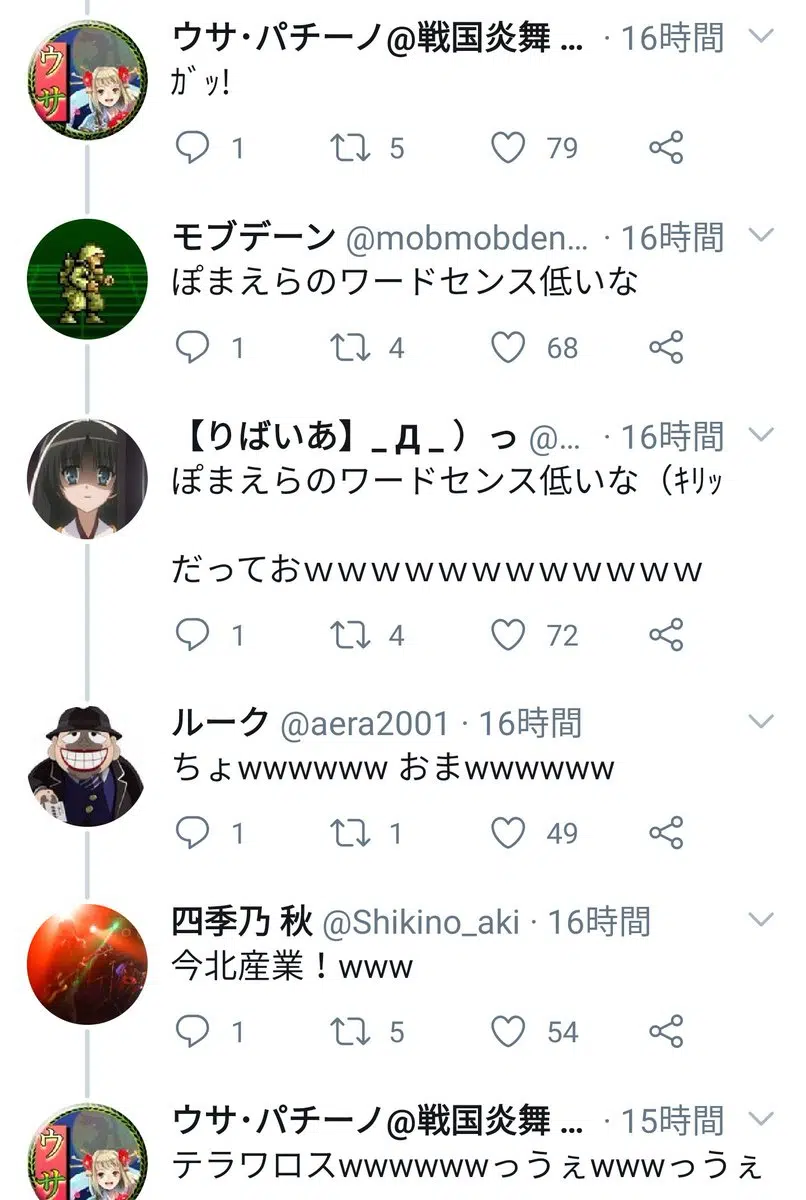 ウサ･パチーノ@戦国炎舞 ... · 16時間
ｶﾞｯ!
1 5 79
モブデーン @mobmobden... · 16時間
ぽまえらのワードセンス低いな
1 4 68
【りばいあ】_ Д _ ）っ @... · 16時間
ぽまえらのワードセンス低いな（ｷﾘｯ
だっておｗｗｗｗｗｗｗｗｗｗｗｗ
1 4 72
ルーク @aera2001 · 16時間
ちょwwwwww おまwwwwww
1 1 49
四季乃 秋 @Shikino_aki · 16時間
今北産業！www
1 5 54
ウサ･パチーノ@戦国炎舞 ... · 15時間
テラワロスwwwwwwっうぇwwwっうぇ
ウサ
ウサ